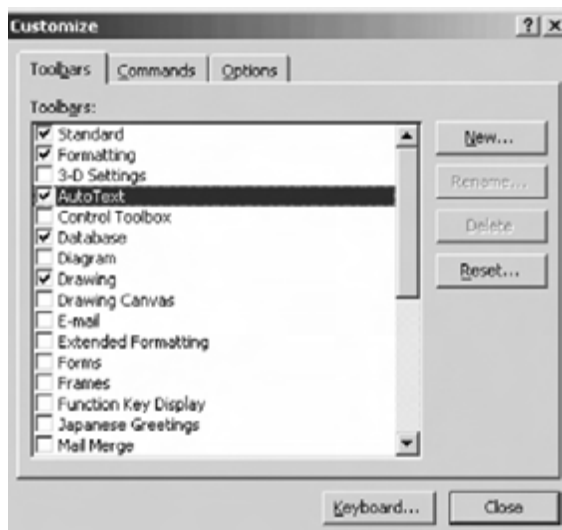 Customize
Toolbars Commands Options
Toolbars:
Standard
Formatting
3-D Settings
AutoText
Control Toolbox
Database
Diagram
Drawing
Drawing Canvas
E-mail
Extended Formatting
Forms
Frames
Function Key Display
Japanese Greetings
Mail Merge
New...
Rename...
Delete
Reset...
Keyboard... Close